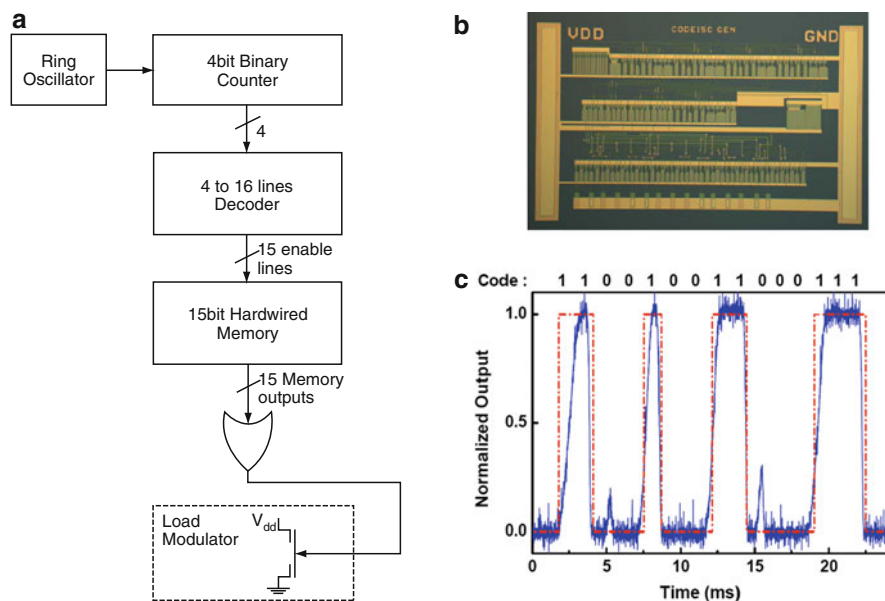 a
Ring
Oscillator
4bit Binary
Counter
4
4 to 16 lines
Decoder
15 enable
lines
15bit Hardwired
Memory
15 Memory
outputs
Load
Modulator
Vdd
b
VDD
CODE15C GEN
GND
c
Code : 1 1 0 0 1 0 0 1 1 0 0 0 1 1 1
1.0
0.5
0.0
Normalized Output
0 5 10 15 20
Time (ms)